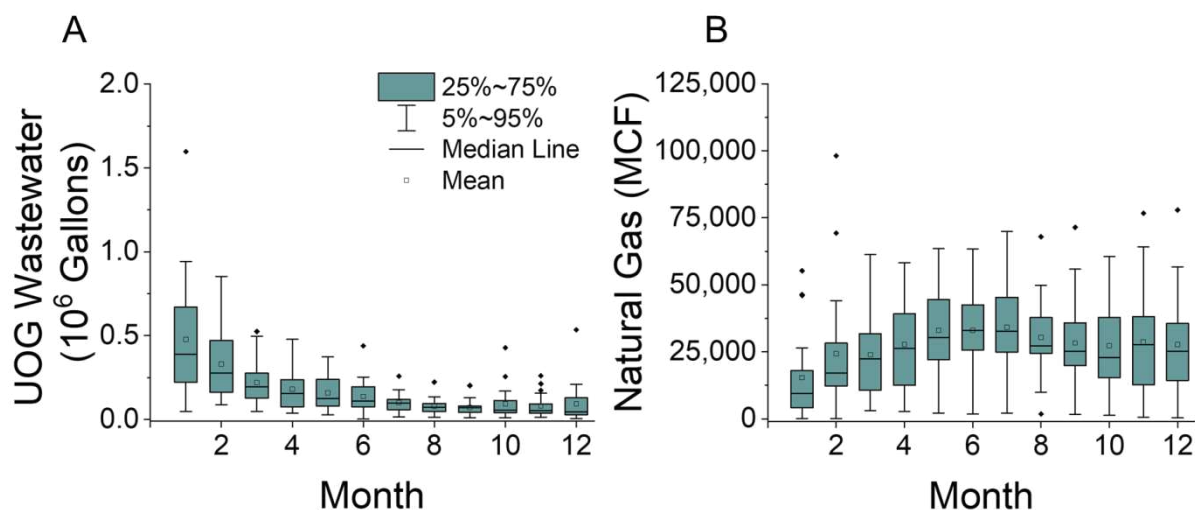 A
UOG Wastewater
(10⁶ Gallons)
2.0
1.5
1.0
0.5
0.0
25%~75%
5%~95%
Median Line
Mean
2 4 6 8 10 12
Month
B
Natural Gas (MCF)
125,000
100,000
75,000
50,000
25,000
0
2 4 6 8 10 12
Month